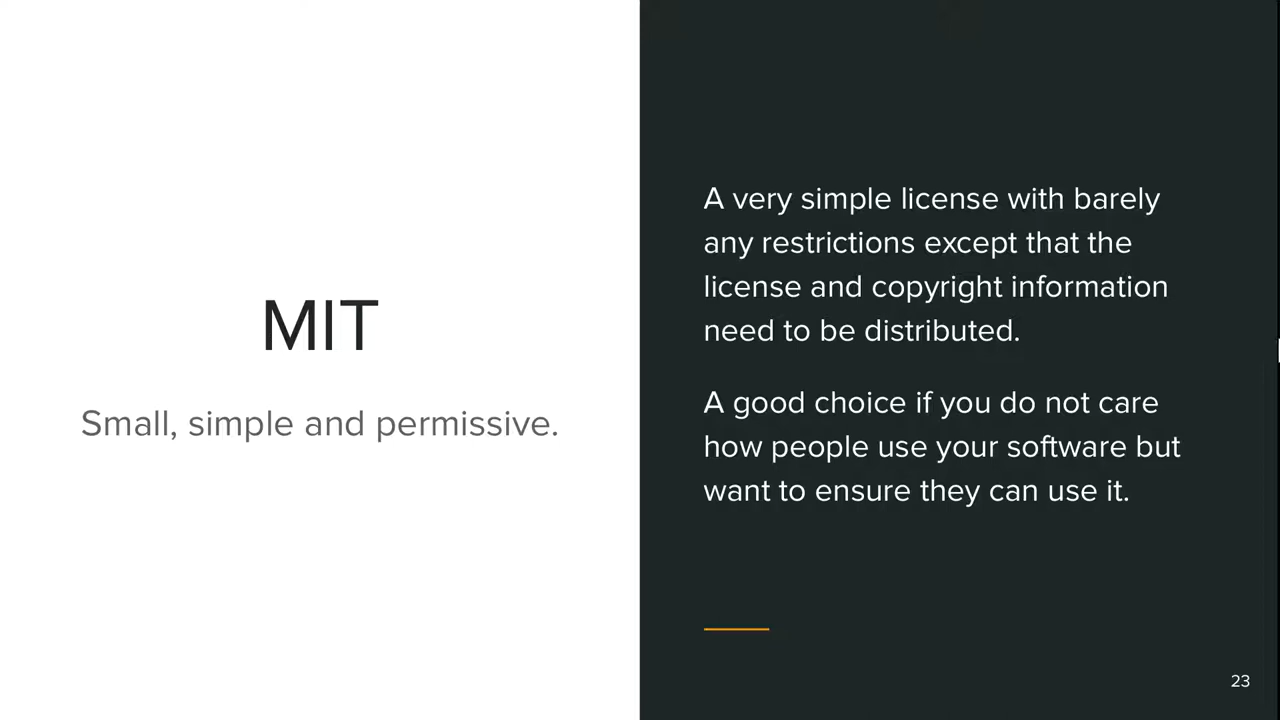 MIT
Small, simple and permissive.
A very simple license with barely
any restrictions except that the
license and copyright information
need to be distributed.
A good choice if you do not care
how people use your software but
want to ensure they can use it.
23